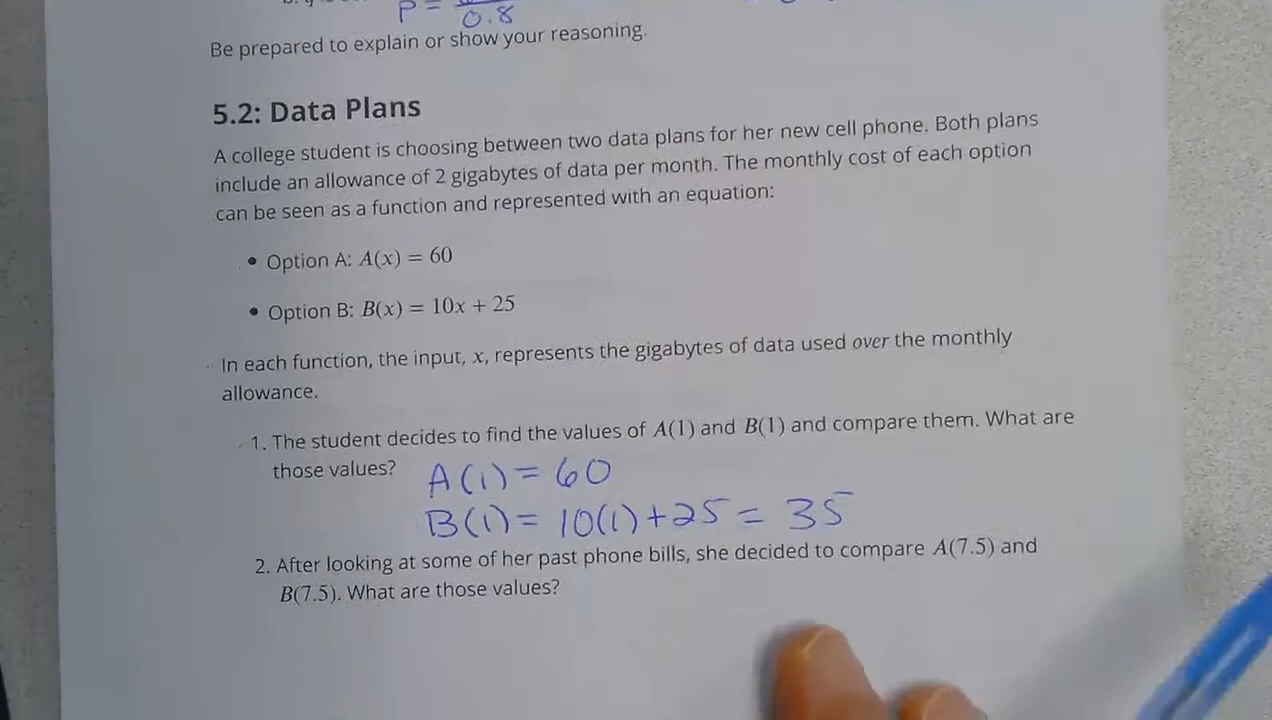 P = 0.8
Be prepared to explain or show your reasoning.
5.2: Data Plans
A college student is choosing between two data plans for her new cell phone. Both plans
include an allowance of 2 gigabytes of data per month. The monthly cost of each option
can be seen as a function and represented with an equation:
• Option A: A(x) = 60
• Option B: B(x) = 10x + 25
In each function, the input, x, represents the gigabytes of data used over the monthly
allowance.
1. The student decides to find the values of A(1) and B(1) and compare them. What are
those values? A(1) = 60
B(1) = 10(1) + 25 = 35
2. After looking at some of her past phone bills, she decided to compare A(7.5) and
B(7.5). What are those values?